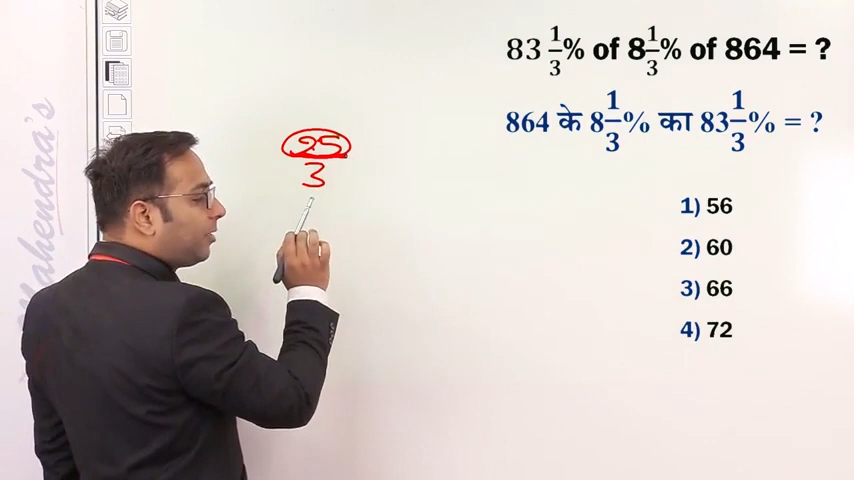 83 1/3% of 8 1/3% of 864 = ?
864 के 8 1/3% का 83 1/3% = ?
1) 56
2) 60
3) 66
4) 72
25
3
Mahendra's